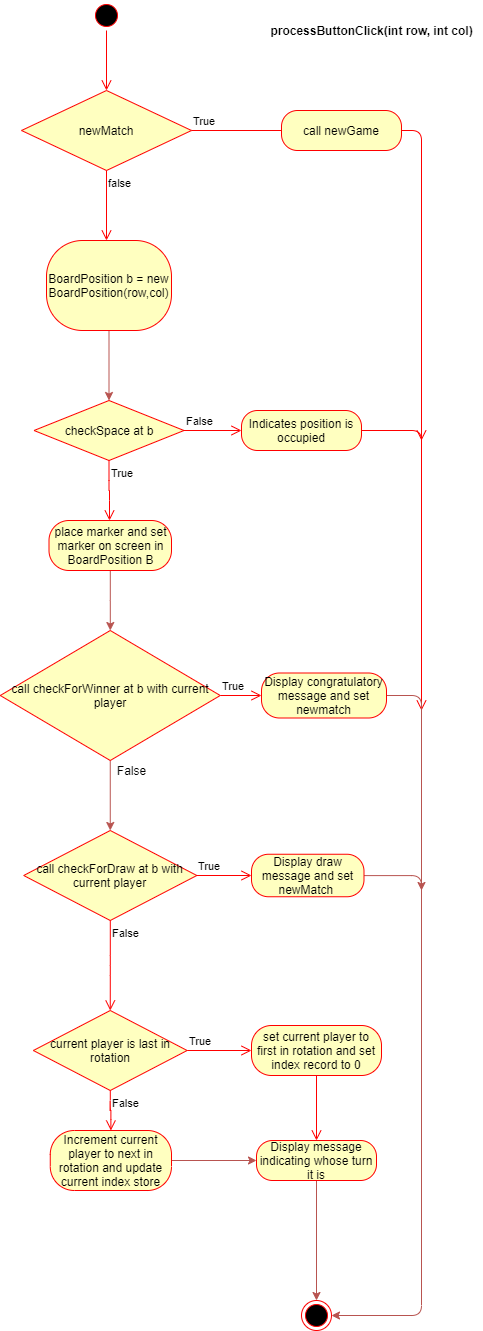 processButtonClick(int row, int col)
newMatch
True
call newGame
false
BoardPosition b = new
BoardPosition(row,col)
checkSpace at b
False
Indicates position is
occupied
True
place marker and set
marker on screen in
BoardPosition B
call checkForWinner at b with current
player
True
Display congratulatory
message and set
newmatch
False
call checkForDraw at b with
current player
True
Display draw
message and set
newMatch
False
current player is last in
rotation
True
set current player to
first in rotation and set
index record to 0
False
Increment current
player to next in
rotation and update
current index store
Display message
indicating whose turn
it is